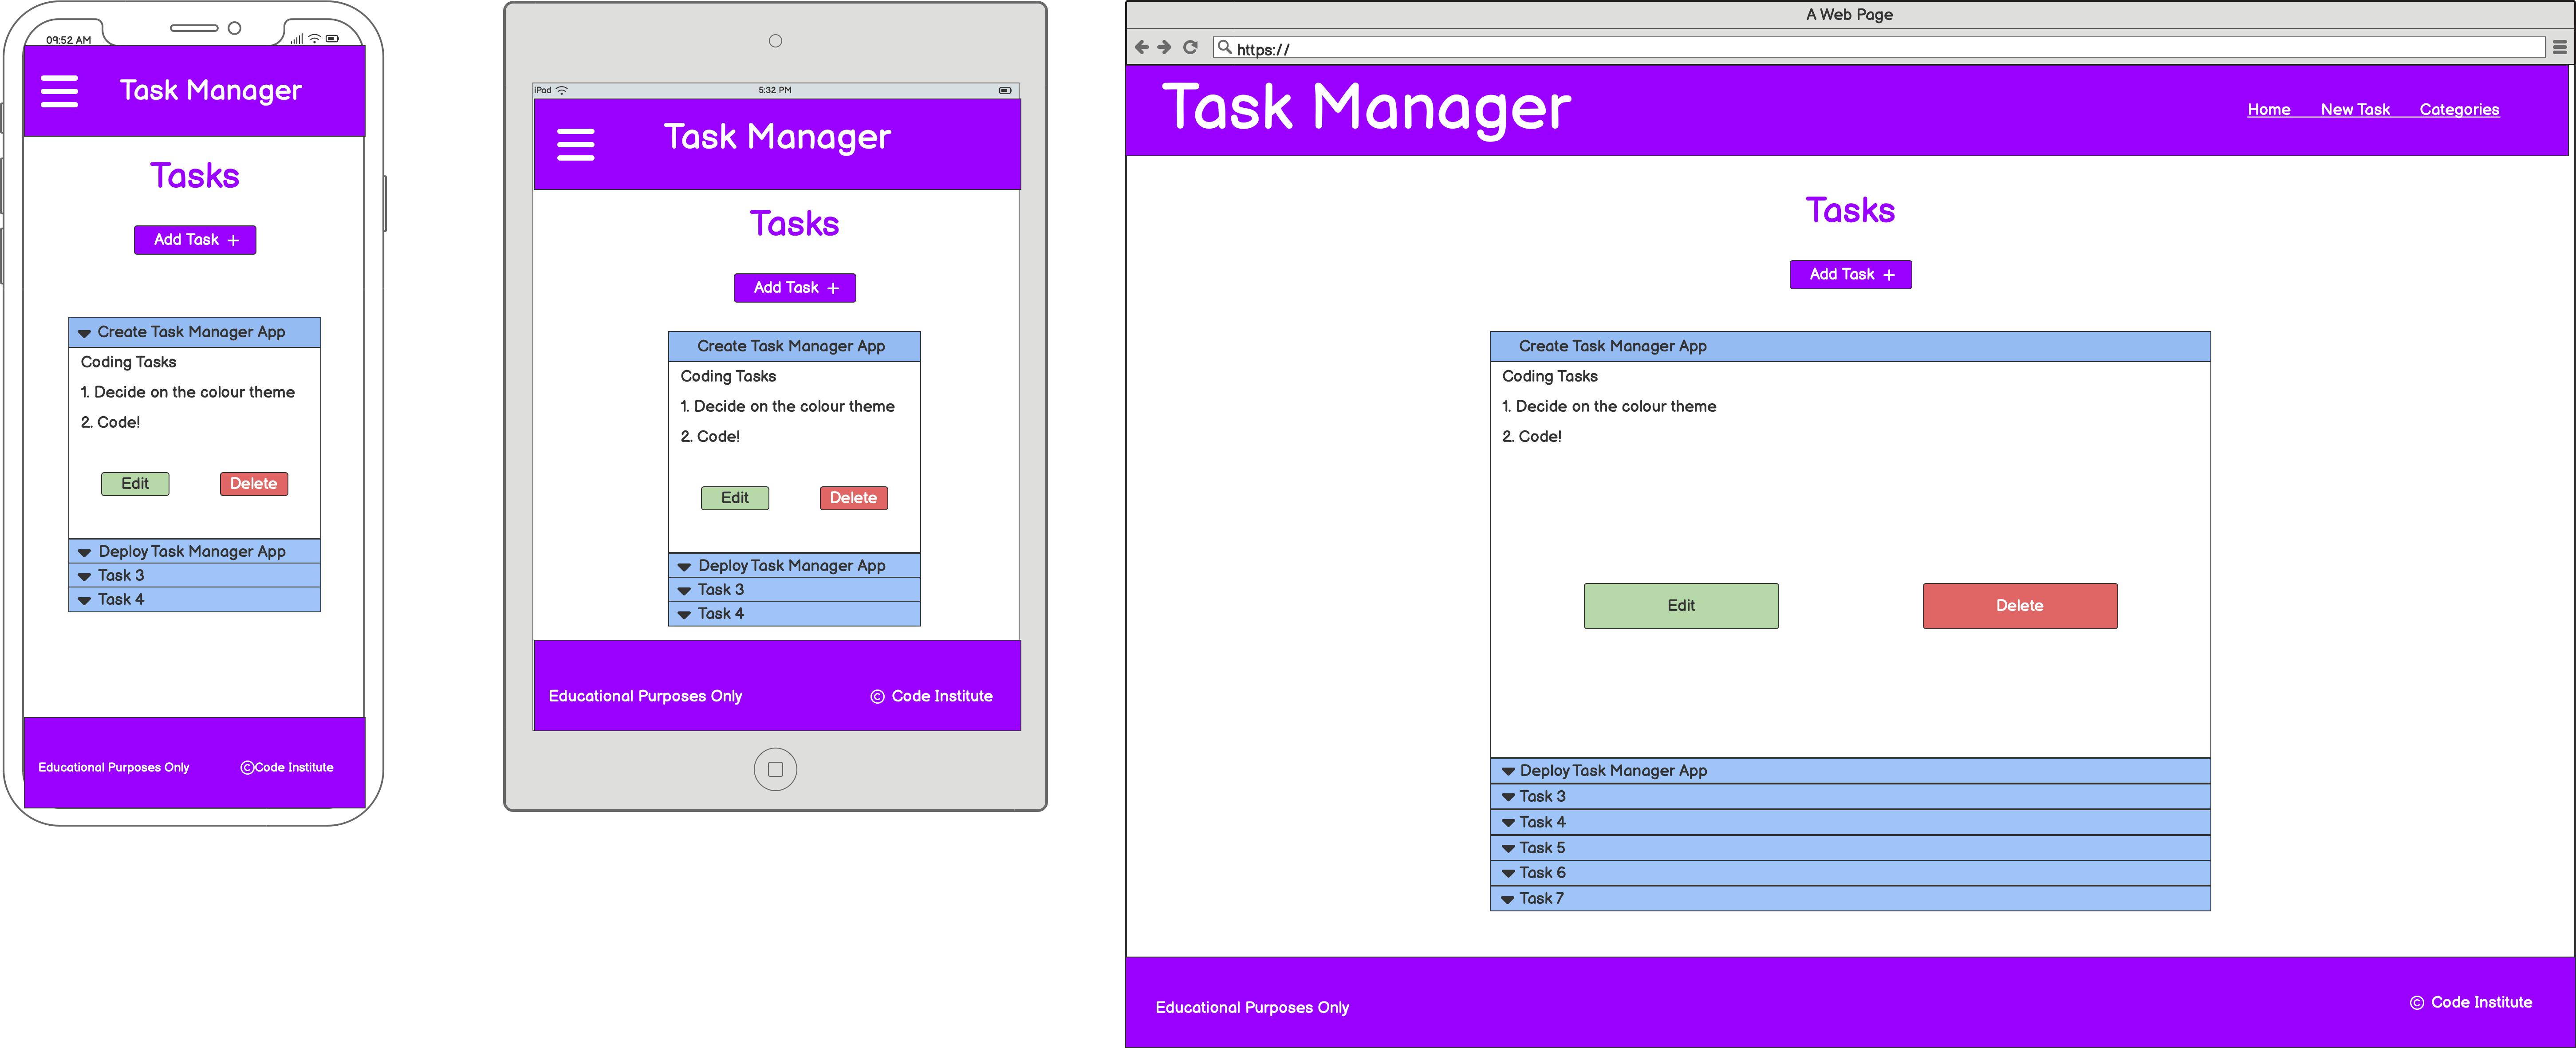 09:52 AM
Task Manager
Tasks
Add Task +
Create Task Manager App
Coding Tasks
1. Decide on the colour theme
2. Code!
Edit Delete
Deploy Task Manager App
Task 3
Task 4
Educational Purposes Only © Code Institute
iPad 5:32 PM
Task Manager
Tasks
Add Task +
Create Task Manager App
Coding Tasks
1. Decide on the colour theme
2. Code!
Edit Delete
Deploy Task Manager App
Task 3
Task 4
Educational Purposes Only © Code Institute
A Web Page
https://
Task Manager Home New Task Categories
Tasks
Add Task +
Create Task Manager App
Coding Tasks
1. Decide on the colour theme
2. Code!
Edit Delete
Deploy Task Manager App
Task 3
Task 4
Task 5
Task 6
Task 7
Educational Purposes Only © Code Institute